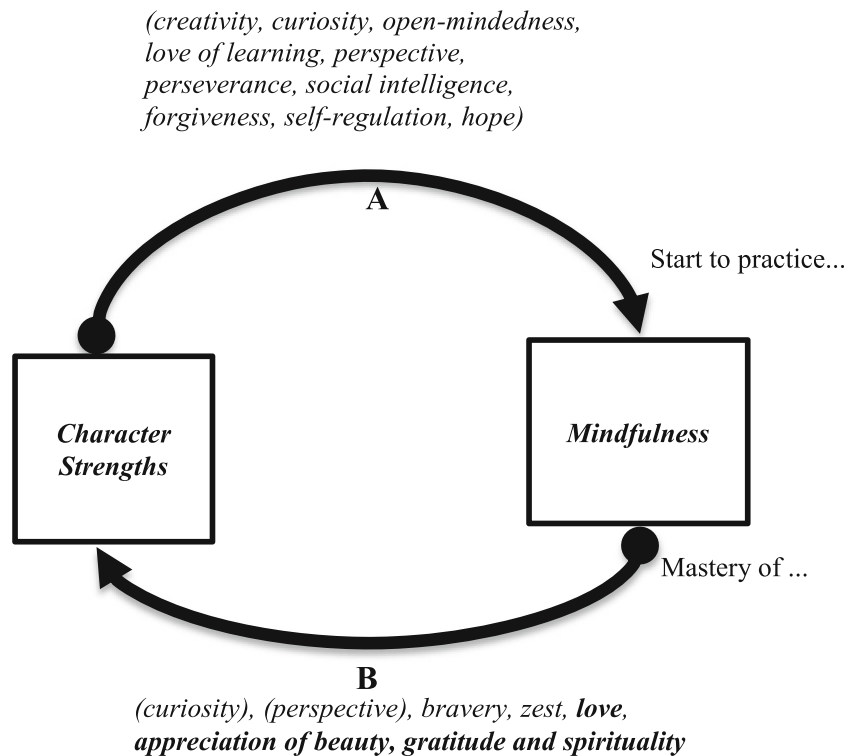 (creativity, curiosity, open-mindedness,
love of learning, perspective,
perseverance, social intelligence,
forgiveness, self-regulation, hope)
A
Start to practice...
Character
Strengths
Mindfulness
Mastery of ...
B
(curiosity), (perspective), bravery, zest, love,
appreciation of beauty, gratitude and spirituality